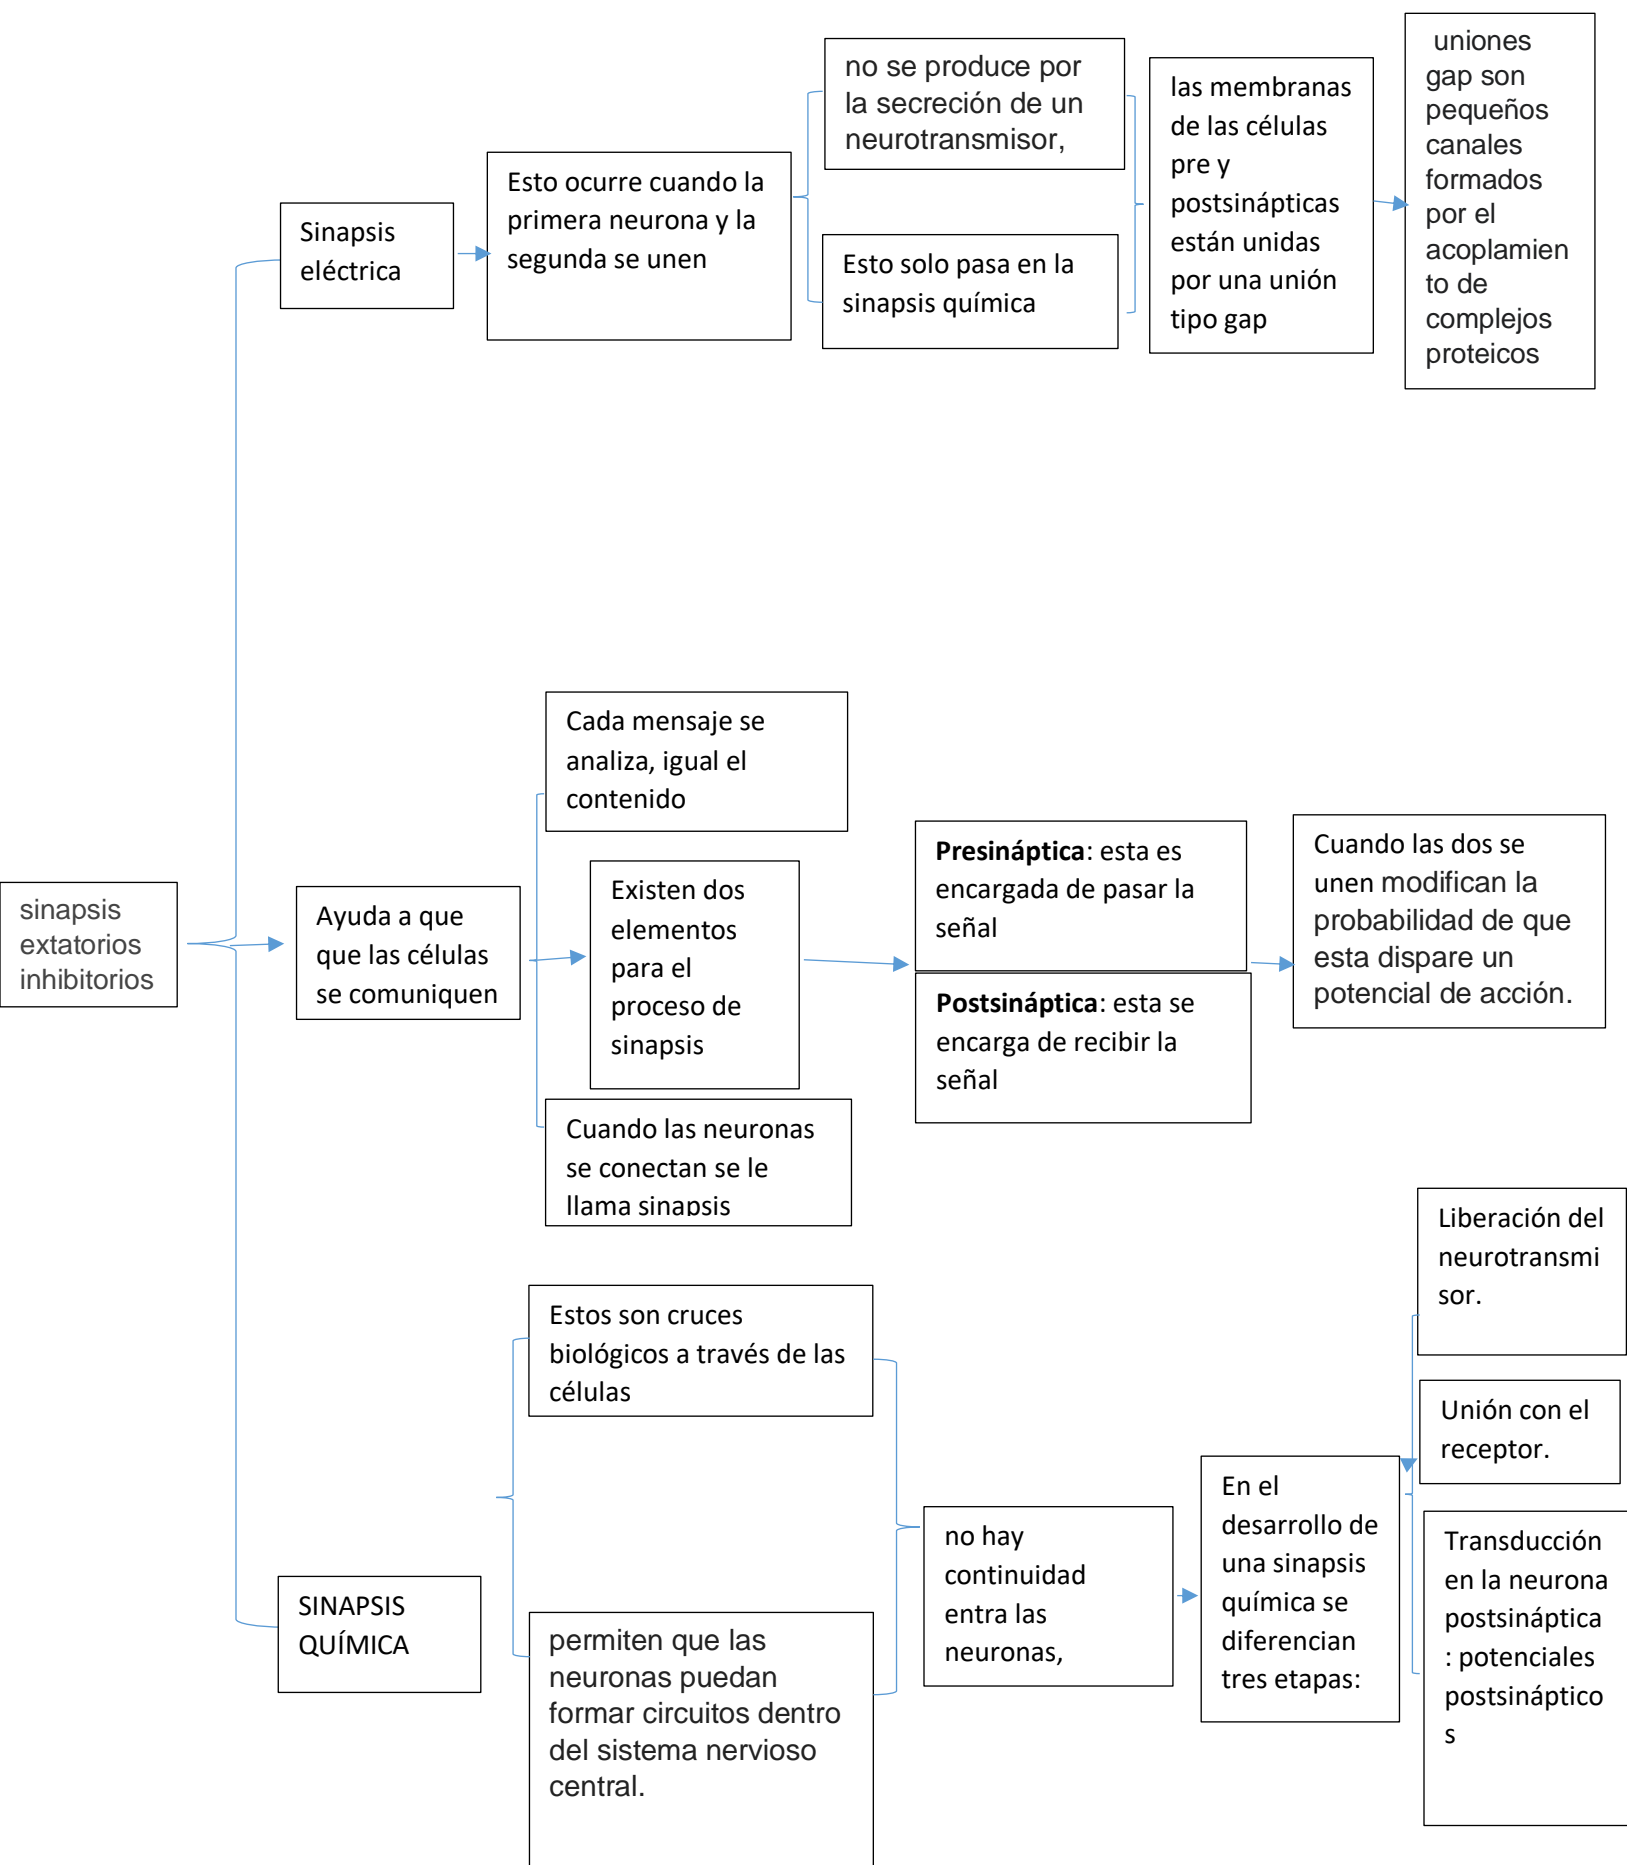 sinapsis
extatorios
inhibitorios
Sinapsis
eléctrica
Esto ocurre cuando la
primera neurona y la
segunda se unen
no se produce por
la secreción de un
neurotransmisor,
Esto solo pasa en la
sinapsis química
las membranas
de las células
pre y
postsinápticas
están unidas
por una unión
tipo gap
uniones
gap son
pequeños
canales
formados
por el
acoplamien
to de
complejos
proteicos
Ayuda a que
que las células
se comuniquen
Cada mensaje se
analiza, igual el
contenido
Existen dos
elementos
para el
proceso de
sinapsis
Cuando las neuronas
se conectan se le
llama sinapsis
Presináptica: esta es
encargada de pasar la
señal
Postsináptica: esta se
encarga de recibir la
señal
Cuando las dos se
unen modifican la
probabilidad de que
esta dispare un
potencial de acción.
SINAPSIS
QUÍMICA
Estos son cruces
biológicos a través de las
células
permiten que las
neuronas puedan
formar circuitos dentro
del sistema nervioso
central.
no hay
continuidad
entra las
neuronas,
En el
desarrollo de
una sinapsis
química se
diferencian
tres etapas:
Liberación del
neurotransmi
sor.
Unión con el
receptor.
Transducción
en la neurona
postsináptica
: potenciales
postsináptico
s